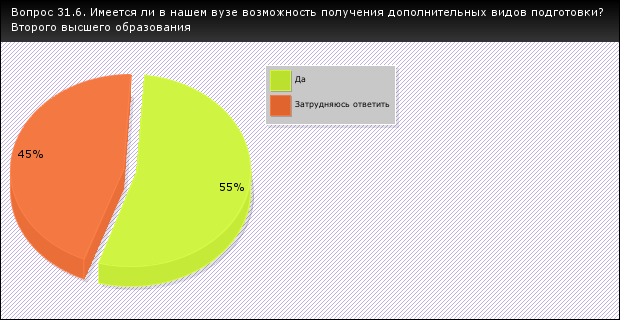 Вопрос 31.6. Имеется ли в нашем вузе возможность получения дополнительных видов подготовки?
Второго высшего образования
Да
Затрудняюсь ответить
45%
55%